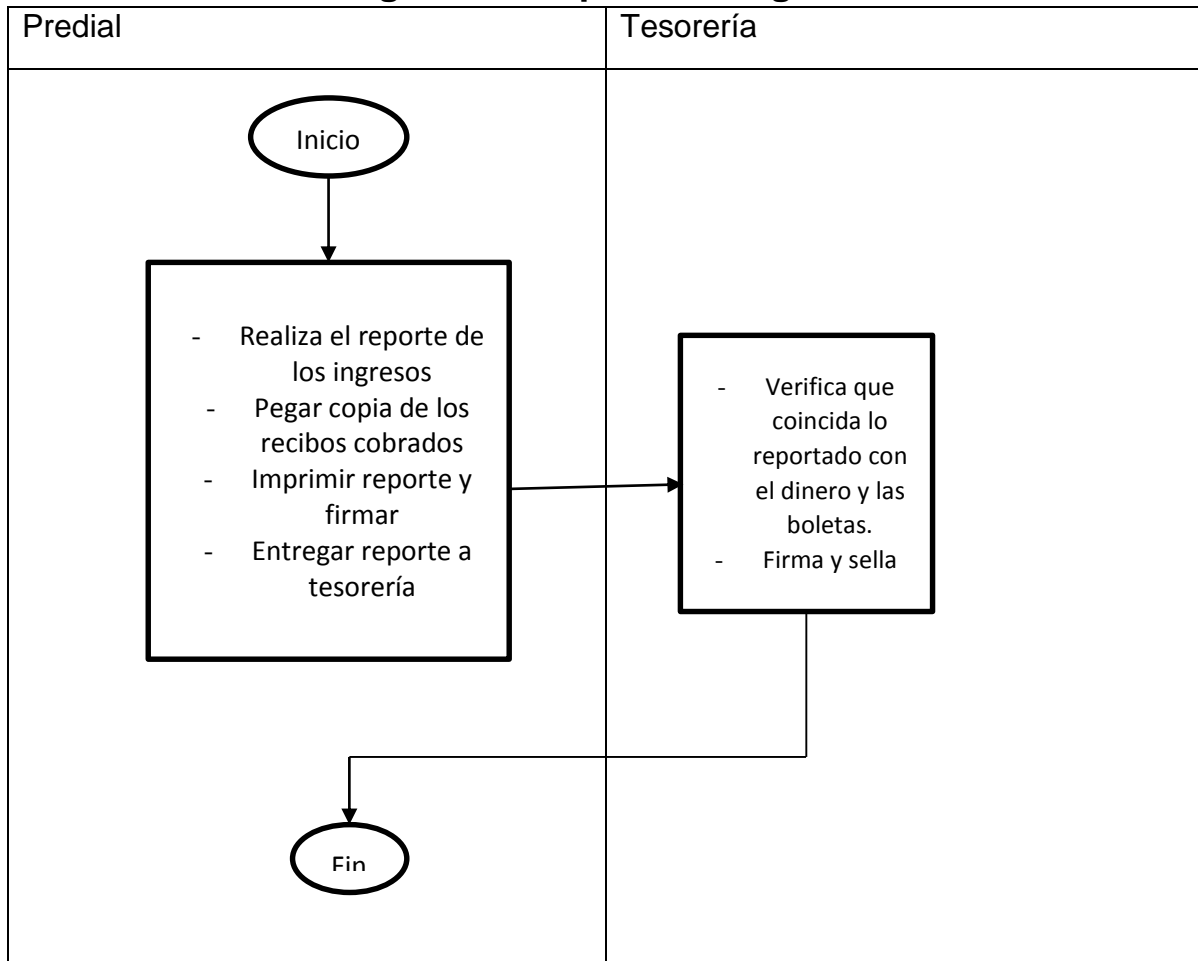 Predial
Tesorería
Inicio
- Realiza el reporte de
los ingresos
- Pegar copia de los
recibos cobrados
- Imprimir reporte y
firmar
- Entregar reporte a
tesorería
- Verifica que
coincida lo
reportado con
el dinero y las
boletas.
- Firma y sella
Fin